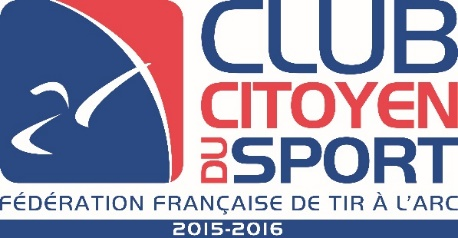 CLUB
CITOYEN
DU SPORT
FÉDÉRATION FRANÇAISE DE TIR À L'ARC
2015-2016